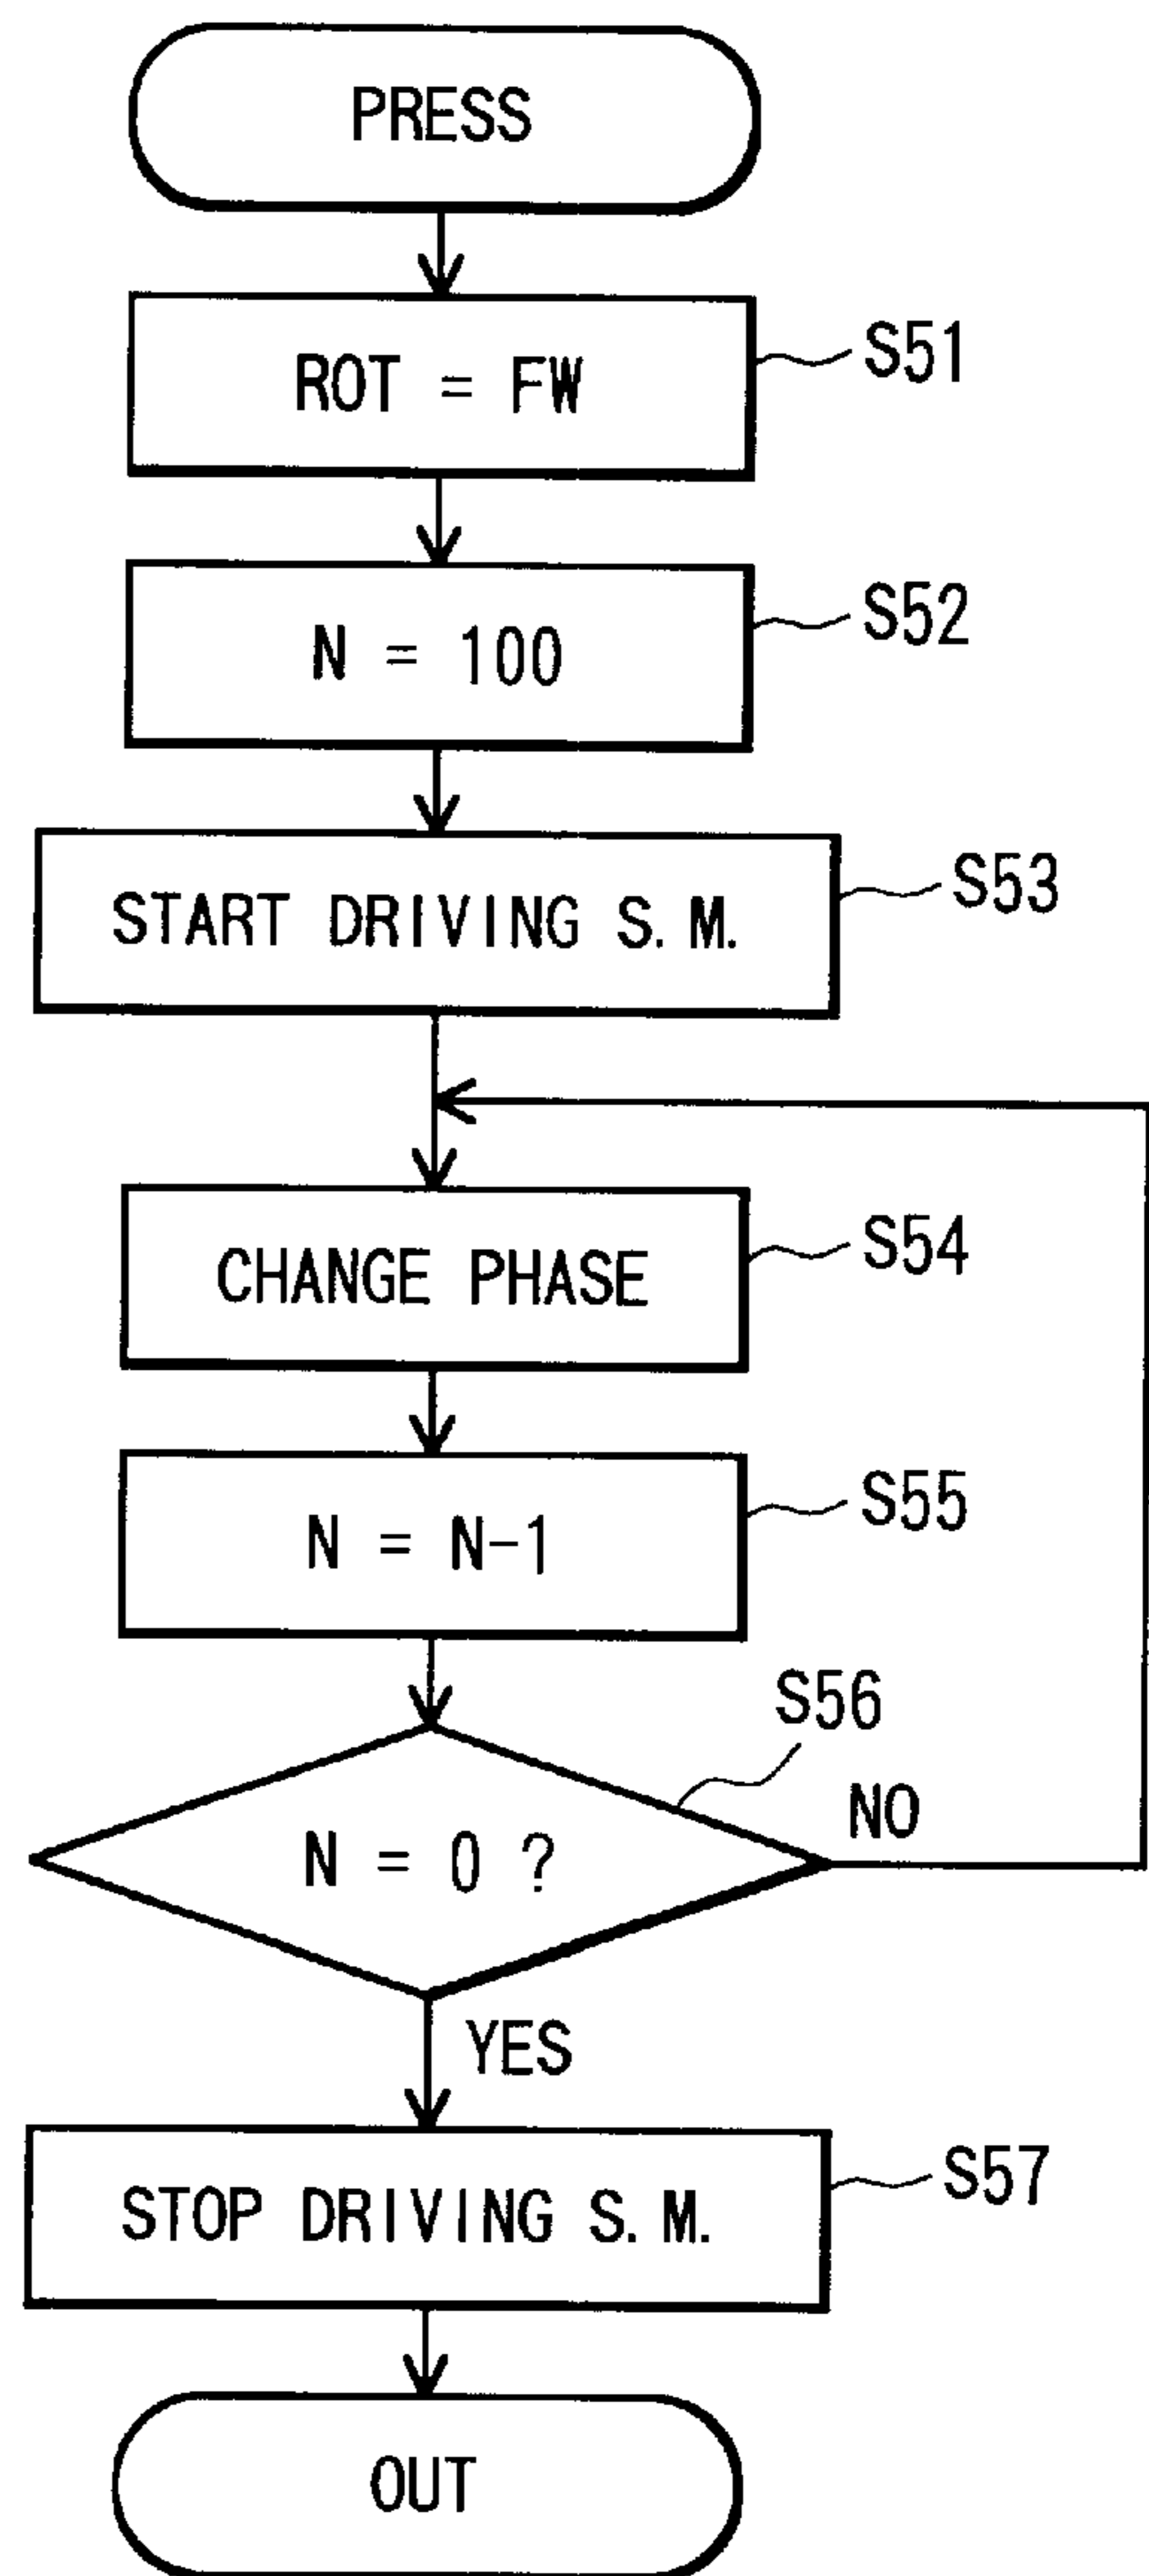 PRESS
ROT = FW
S51
N = 100
S52
START DRIVING S. M.
S53
CHANGE PHASE
S54
N = N-1
S55
S56
N = 0 ?
NO
YES
STOP DRIVING S. M.
S57
OUT